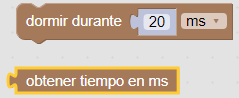 dormir durante 20 ms
obtener tiempo en ms